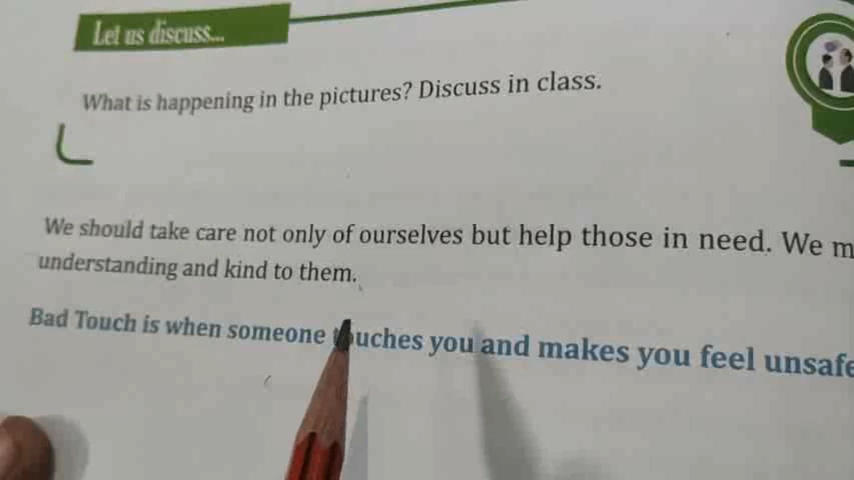 Let us discuss...
What is happening in the pictures? Discuss in class.
We should take care not only of ourselves but help those in need. We
understanding and kind to them.
Bad Touch is when someone touches you and makes you feel unsafe